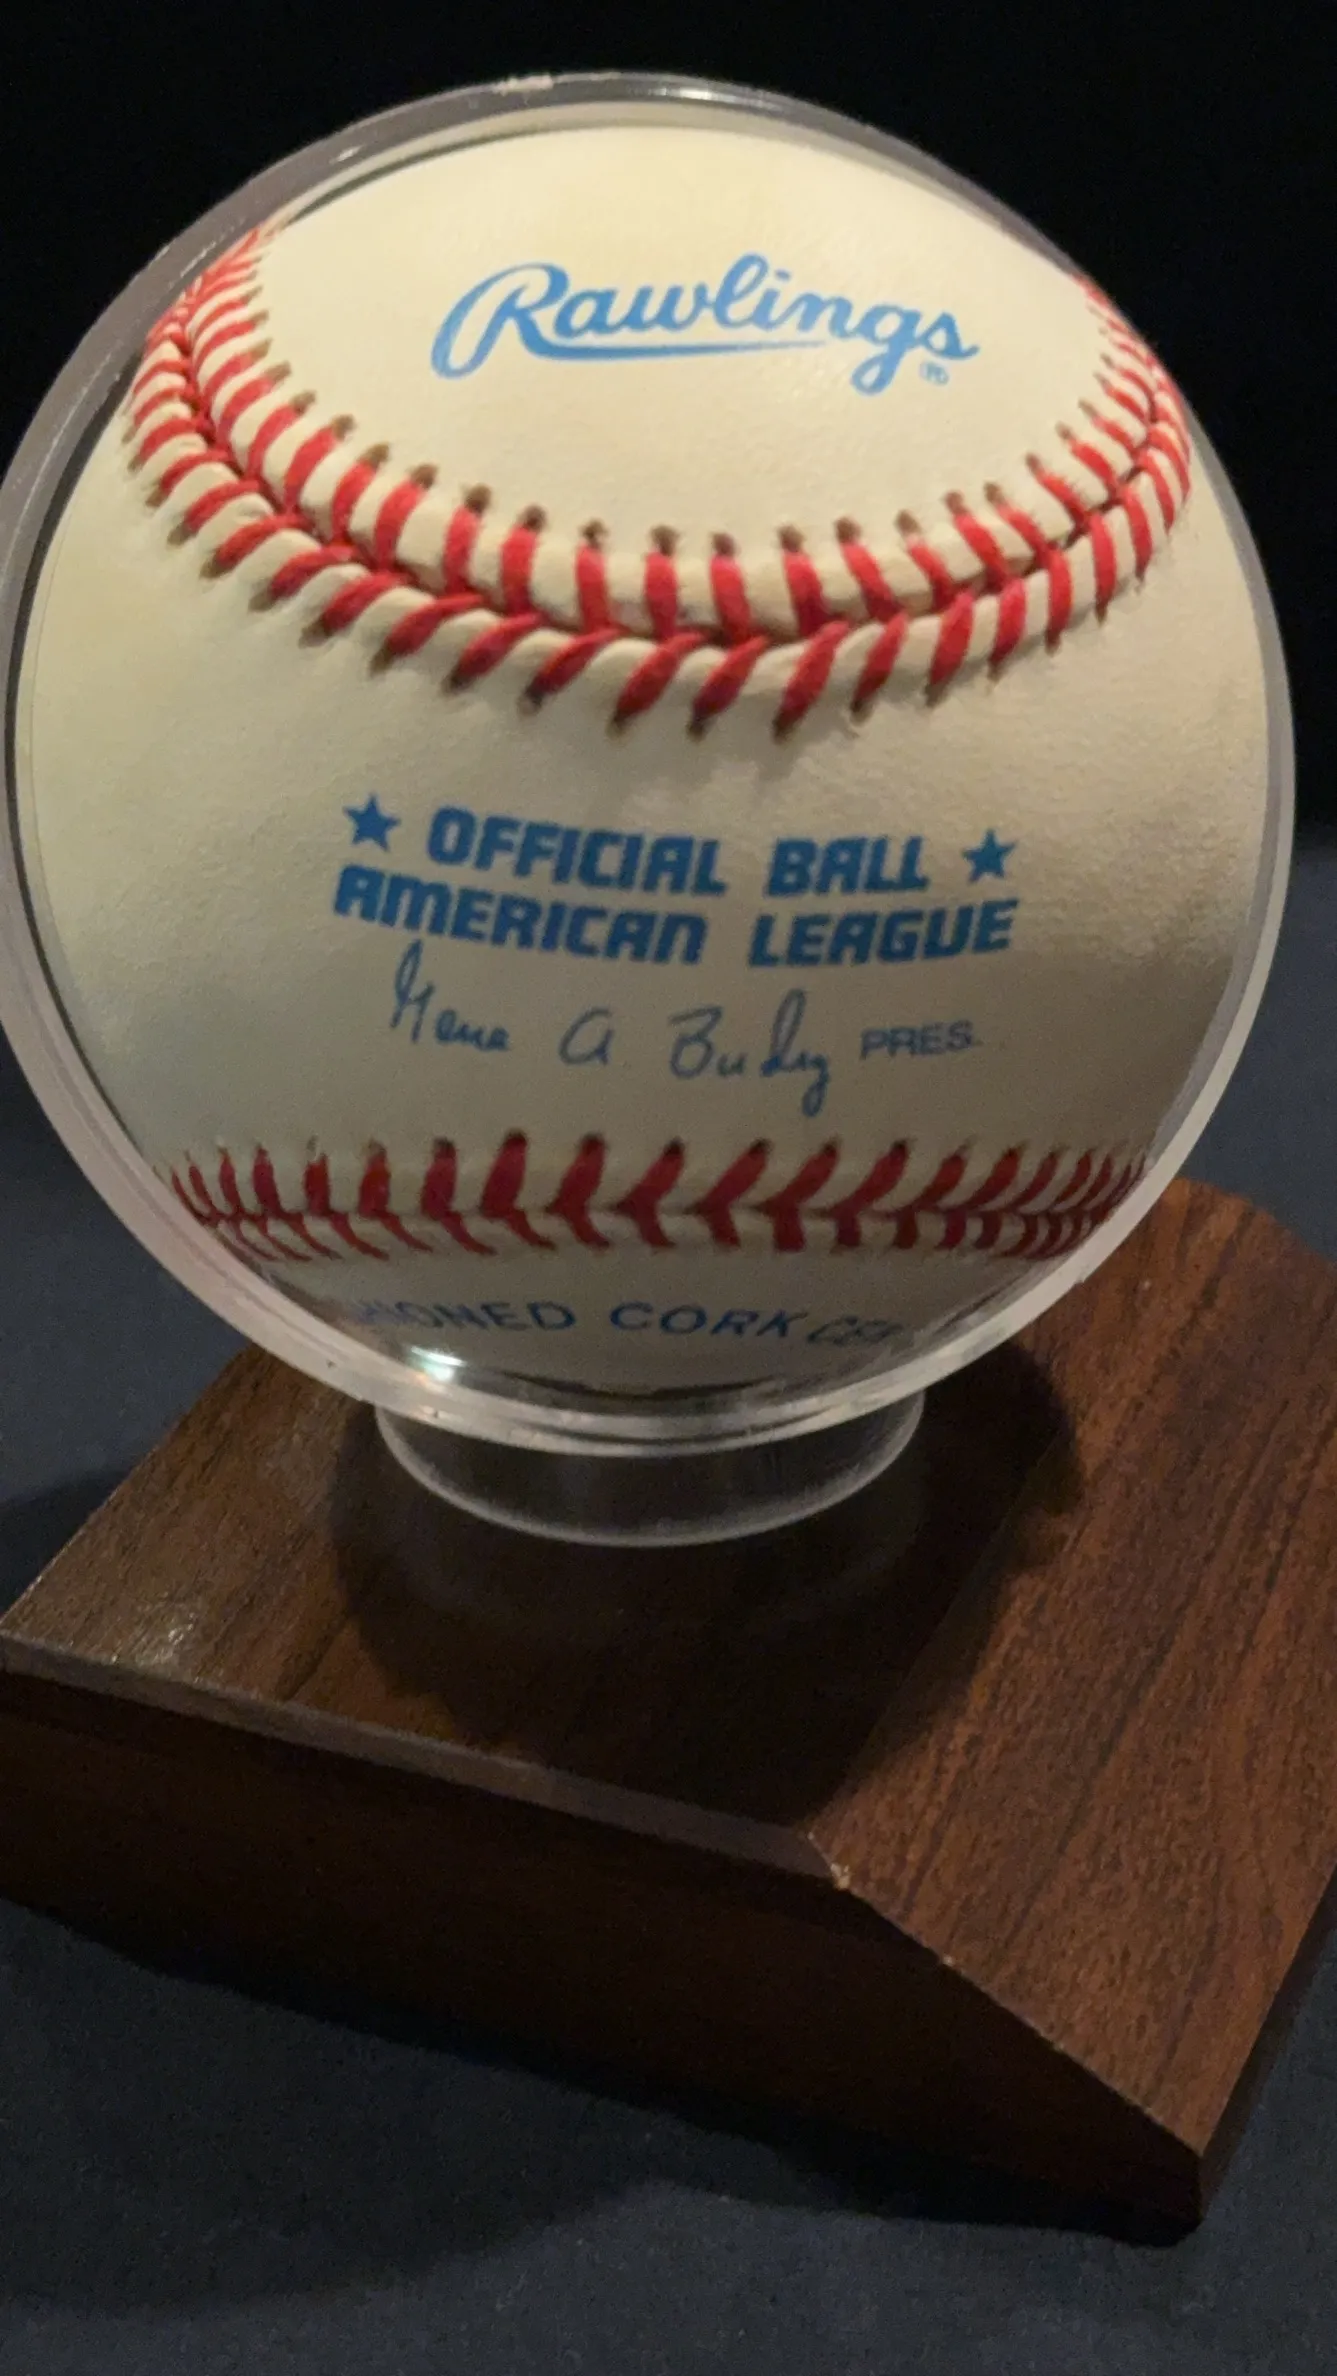 Rawlings®
★ OFFICIAL BALL ★
AMERICAN LEAGUE
Gene A Budig PRES.
CORK